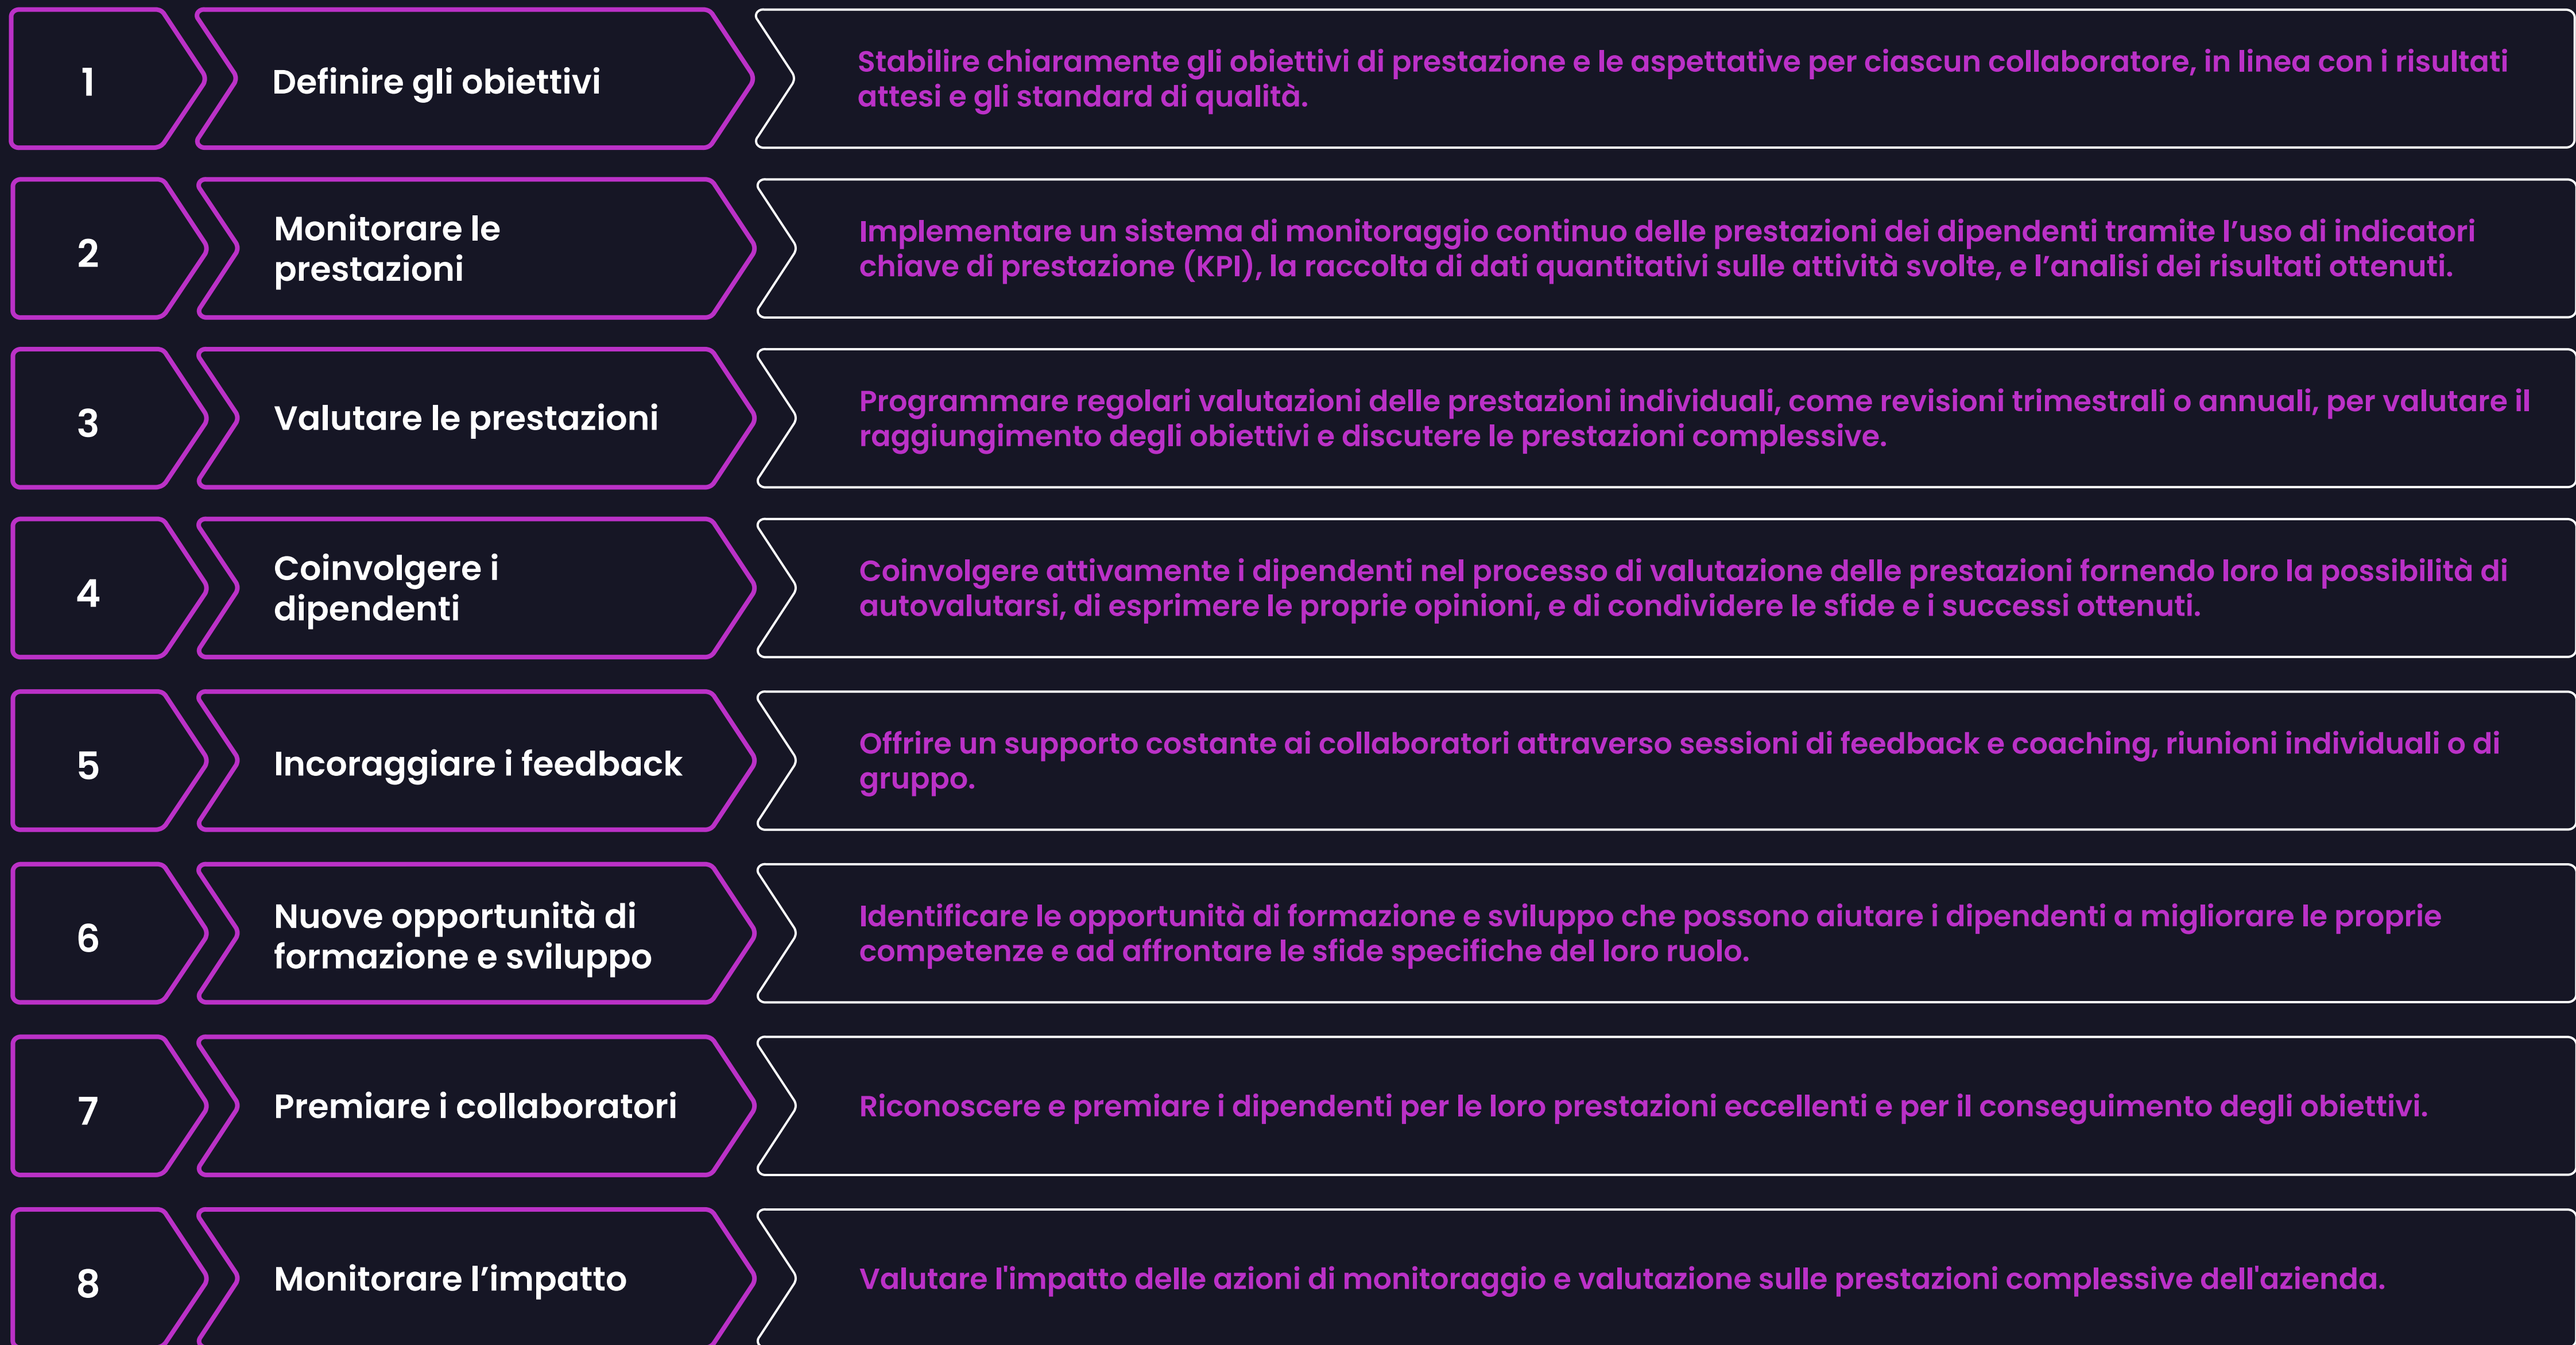 1
Definire gli obiettivi
Stabilire chiaramente gli obiettivi di prestazione e le aspettative per ciascun collaboratore, in linea con i risultati
attesi e gli standard di qualità.
2
Monitorare le
prestazioni
Implementare un sistema di monitoraggio continuo delle prestazioni dei dipendenti tramite l’uso di indicatori
chiave di prestazione (KPI), la raccolta di dati quantitativi sulle attività svolte, e l’analisi dei risultati ottenuti.
3
Valutare le prestazioni
Programmare regolari valutazioni delle prestazioni individuali, come revisioni trimestrali o annuali, per valutare il
raggiungimento degli obiettivi e discutere le prestazioni complessive.
4
Coinvolgere i
dipendenti
Coinvolgere attivamente i dipendenti nel processo di valutazione delle prestazioni fornendo loro la possibilità di
autovalutarsi, di esprimere le proprie opinioni, e di condividere le sfide e i successi ottenuti.
5
Incoraggiare i feedback
Offrire un supporto costante ai collaboratori attraverso sessioni di feedback e coaching, riunioni individuali o di
gruppo.
6
Nuove opportunità di
formazione e sviluppo
Identificare le opportunità di formazione e sviluppo che possono aiutare i dipendenti a migliorare le proprie
competenze e ad affrontare le sfide specifiche del loro ruolo.
7
Premiare i collaboratori
Riconoscere e premiare i dipendenti per le loro prestazioni eccellenti e per il conseguimento degli obiettivi.
8
Monitorare l’impatto
Valutare l'impatto delle azioni di monitoraggio e valutazione sulle prestazioni complessive dell'azienda.